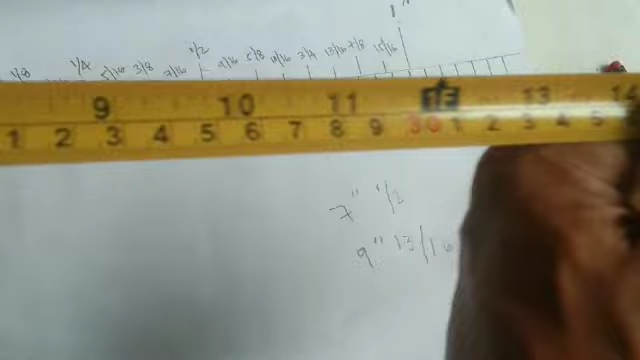 1"
1/8 1/4 5/16 3/8 7/16 1/2 9/16 5/8 11/16 3/4 13/16 7/8 15/16
9 10 11 1F 13 14
1 2 3 4 5 6 7 8 9 30 1 2 3 4 5
7" 1/2
9" 13/16